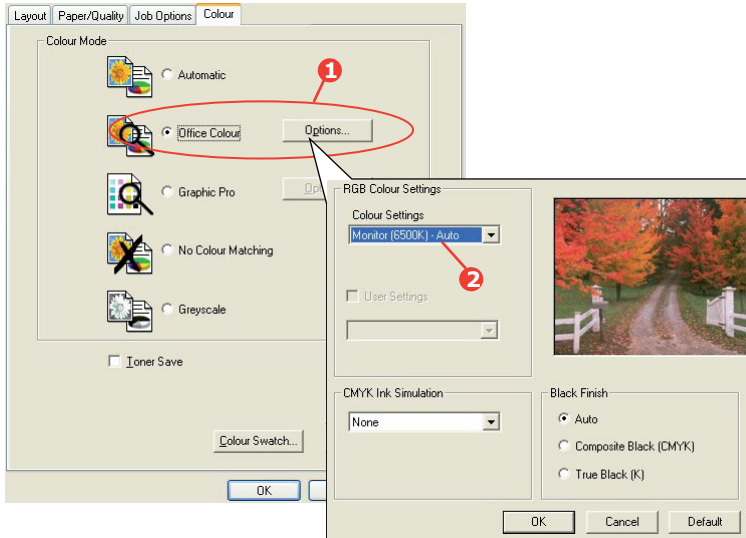 Layout Paper/Quality Job Options Colour
Colour Mode
Automatic
1
Office Colour
Options...
Graphic Pro
Op
No Colour Matching
Greyscale
Toner Save
Colour Swatch...
OK
RGB Colour Settings
Colour Settings
Monitor (6500K) - Auto
2
User Settings
CMYK Ink Simulation
None
Black Finish
Auto
Composite Black (CMYK)
True Black (K)
OK Cancel Default